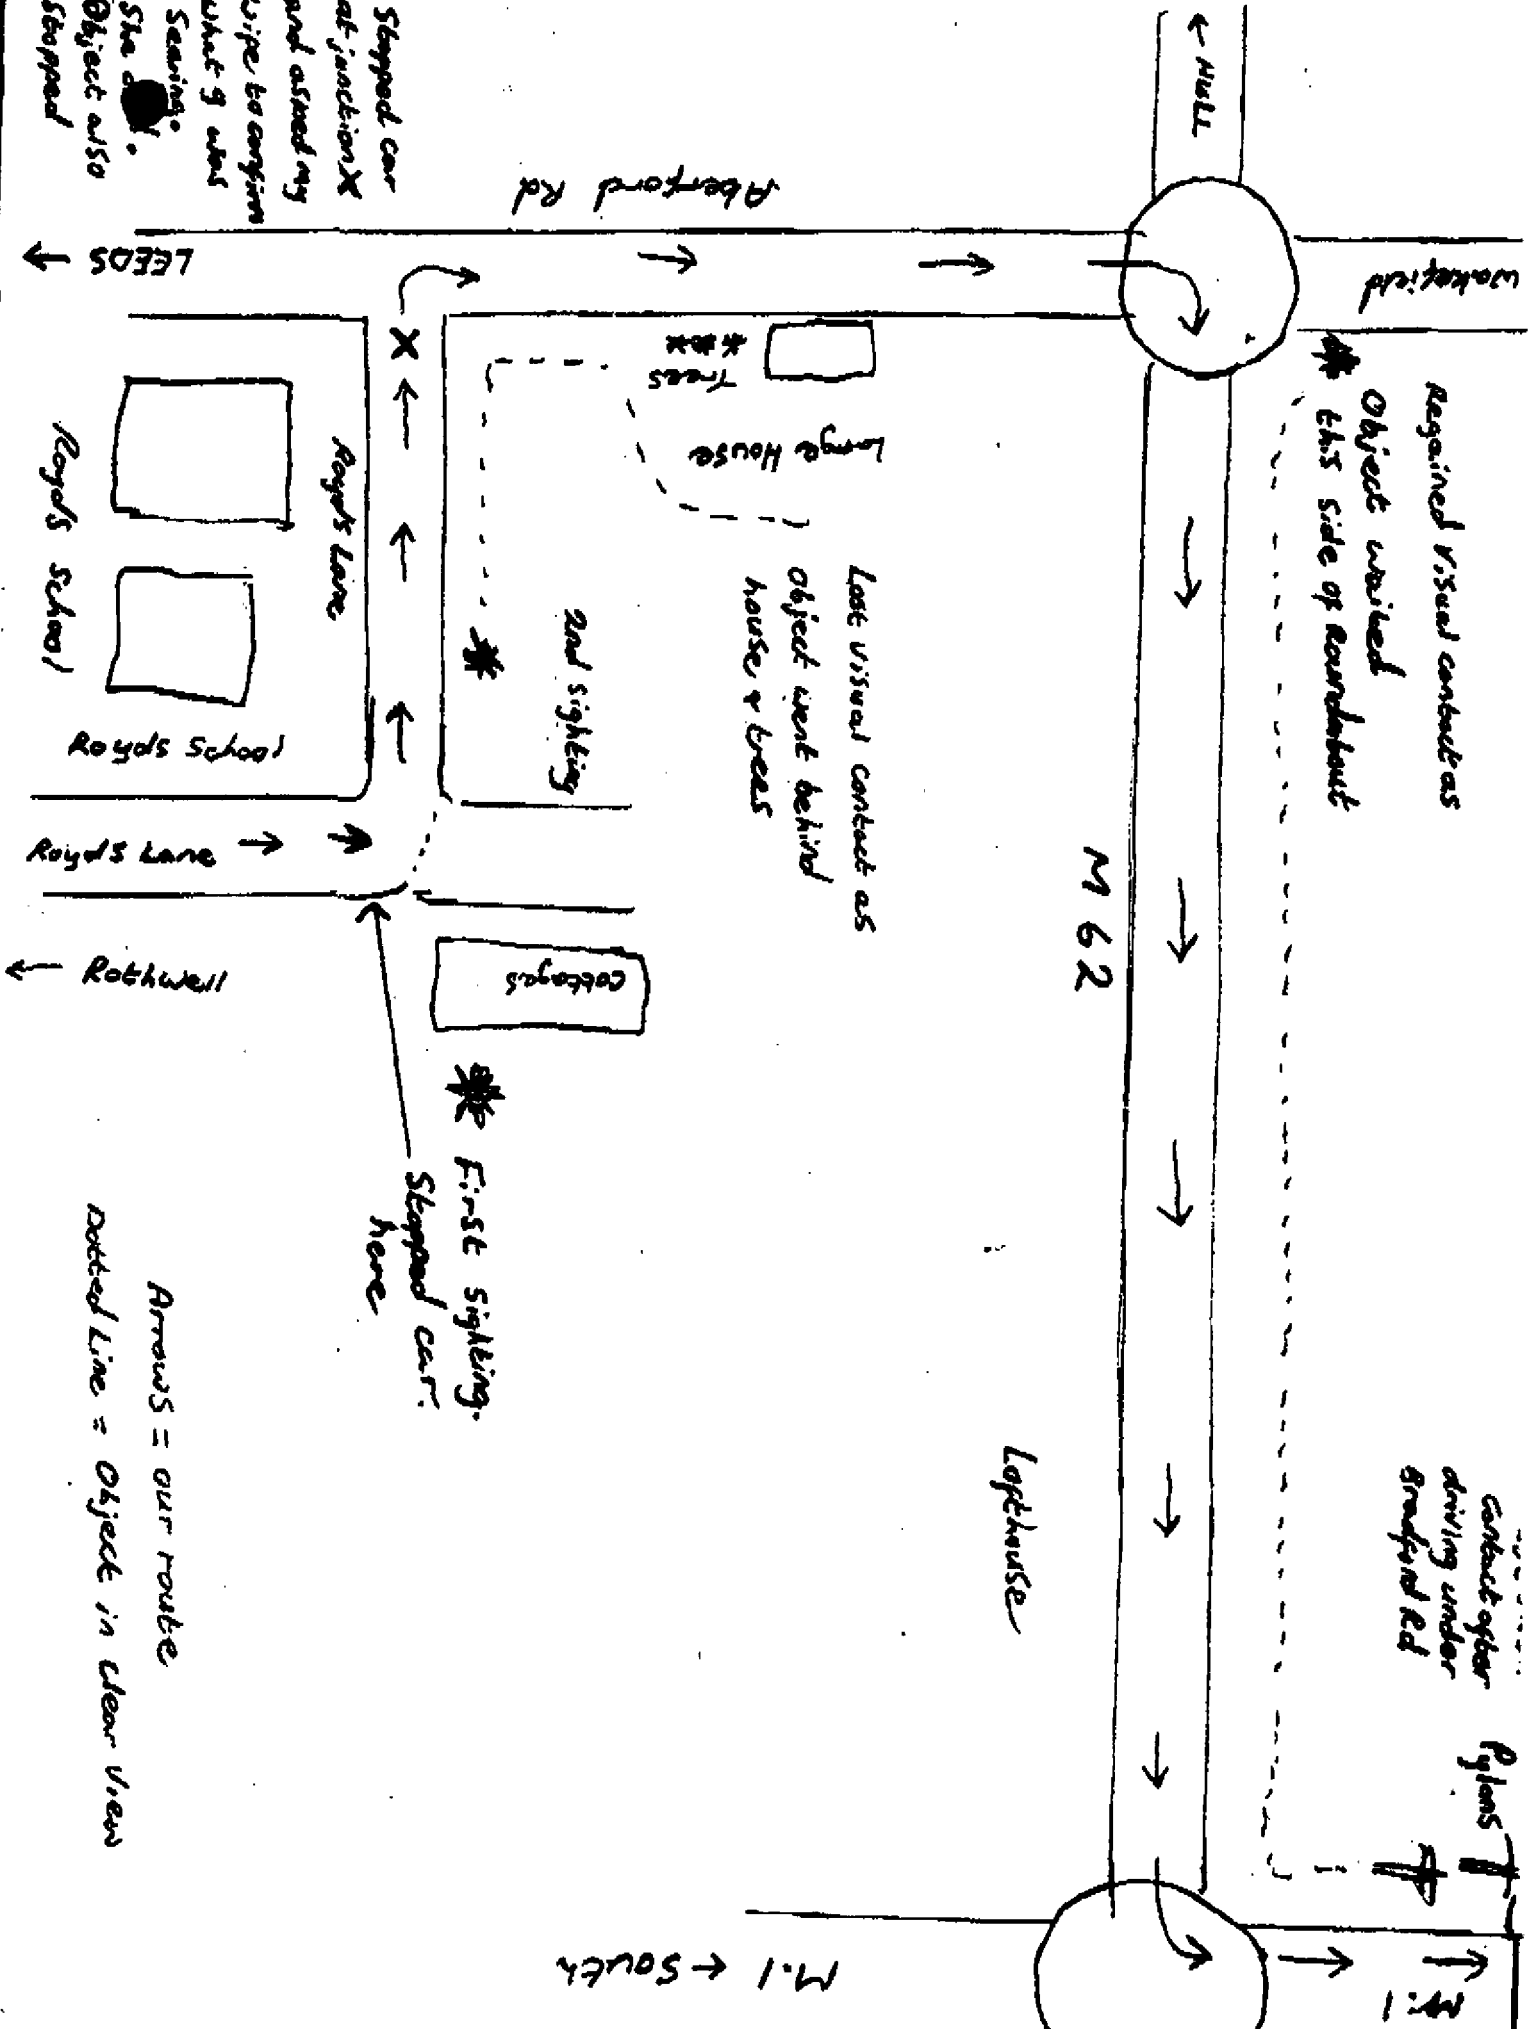 Stopped car
at junction X
and asked my
wife to confirm
what I was
Seeing.
She
Object also
Stopped
← HULL
Aberford Rd
LEEDS
Wakefield
Regained visual contact as
Object waited
this side of Roundabout
X
Trees
Large House
Royds Lane
Royds School
Royds School
2nd sighting
Lost visual contact as
object went behind
house & trees
M62
Royds Lane →
← Rothwell
Cottages
First sighting.
Stopped car.
here
Arrows = our route
Dotted Line = Object in clear view
Lofthouse
contact after
driving under
Bradford Rd
Pylons
M.1 ← South
M.1